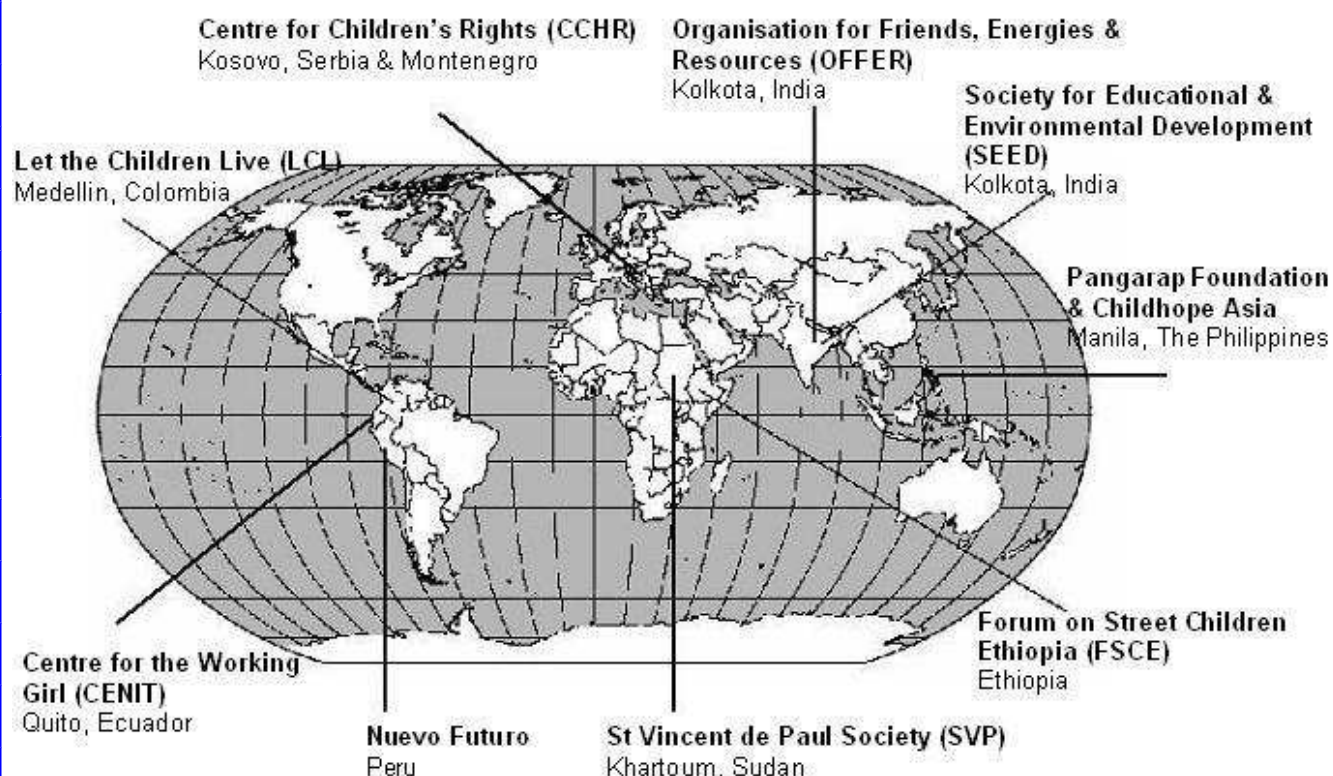 Centre for Children's Rights (CCHR)
Kosovo, Serbia & Montenegro
Organisation for Friends, Energies &
Resources (OFFER)
Kolkota, India
Society for Educational &
Environmental Development
(SEED)
Kolkota, India
Let the Children Live (LCL)
Medellin, Colombia
Pangarap Foundation
& Childhope Asia
Manila, The Philippines
Forum on Street Children
Ethiopia (FSCE)
Ethiopia
Centre for the Working
Girl (CENIT)
Quito, Ecuador
Nuevo Futuro
Peru
St Vincent de Paul Society (SVP)
Khartoum, Sudan